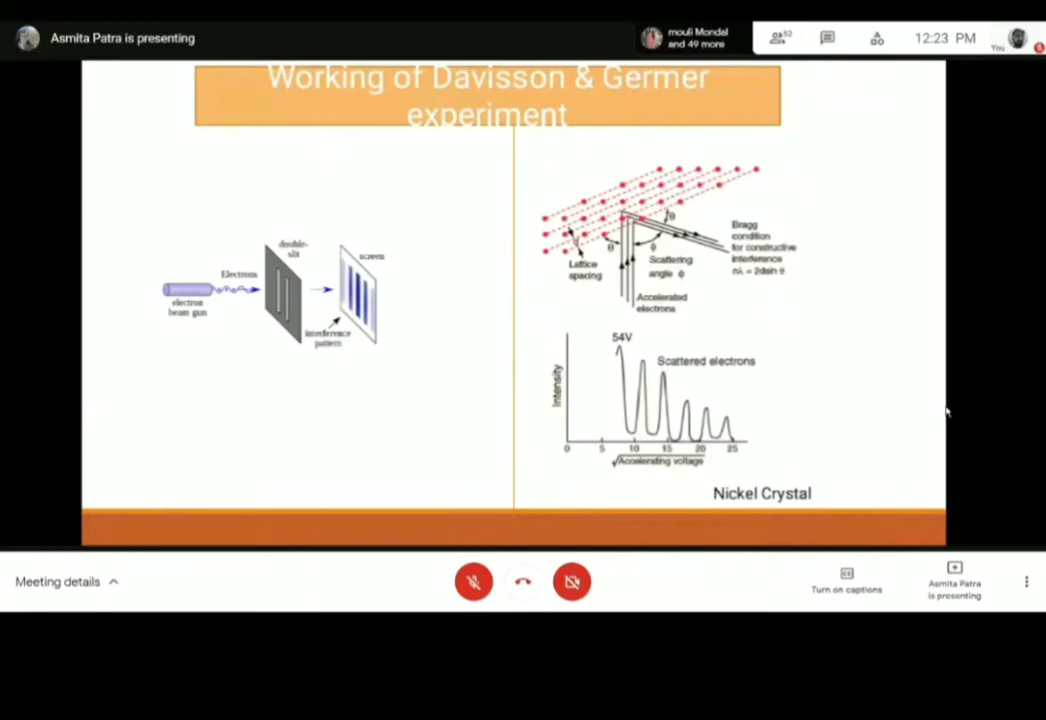 Asmita Patra is presenting
mouli Mondal
and 49 more
52
12:23 PM
You
Working of Davisson & Germer
experiment
double-
slit
screen
Electrons
electron
beam gun
interference
pattern
θ
Bragg
condition
for constructive
interference
nλ = 2dsin θ
d
θ
ϕ
Lattice
spacing
Scattering
angle ϕ
Accelerated
electrons
54V
Scattered electrons
Intensity
0 5 10 15 20 25
√Accelerating voltage
Nickel Crystal
Meeting details
Turn on captions
Asmita Patra
is presenting